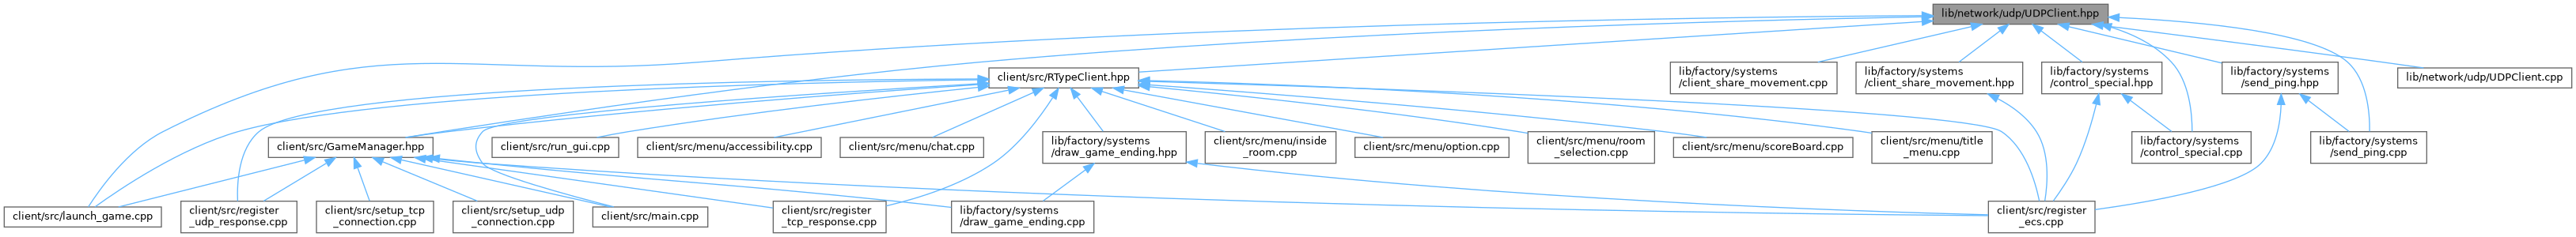 lib/network/udp/UDPClient.hpp
client/src/RTypeClient.hpp
lib/factory/systems
/client_share_movement.cpp
lib/factory/systems
/client_share_movement.hpp
lib/factory/systems
/control_special.hpp
lib/factory/systems
/send_ping.hpp
lib/network/udp/UDPClient.cpp
client/src/GameManager.hpp
client/src/run_gui.cpp
client/src/menu/accessibility.cpp
client/src/menu/chat.cpp
lib/factory/systems
/draw_game_ending.hpp
client/src/menu/inside
_room.cpp
client/src/menu/option.cpp
client/src/menu/room
_selection.cpp
client/src/menu/scoreBoard.cpp
client/src/menu/title
_menu.cpp
lib/factory/systems
/control_special.cpp
lib/factory/systems
/send_ping.cpp
client/src/launch_game.cpp
client/src/register
_udp_response.cpp
client/src/setup_tcp
_connection.cpp
client/src/setup_udp
_connection.cpp
client/src/main.cpp
client/src/register
_tcp_response.cpp
lib/factory/systems
/draw_game_ending.cpp
client/src/register
_ecs.cpp